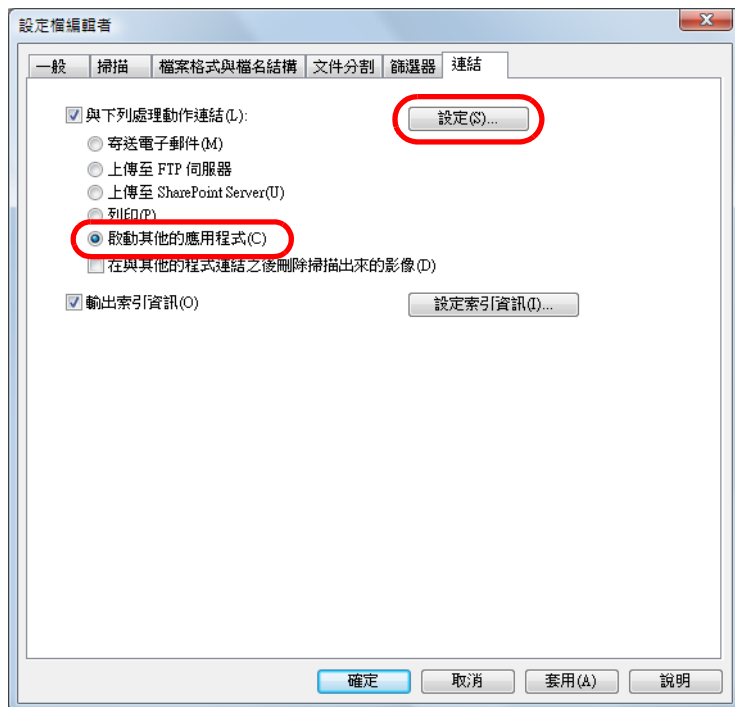 設定檔編輯者
一般 掃描 檔案格式與檔名結構 文件分割 篩選器 連結
與下列處理動作連結(L): 設定(S)...
寄送電子郵件(M)
上傳至 FTP 伺服器
上傳至 SharePoint Server(U)
列印(P)
啟動其他的應用程式(C)
在與其他的程式連結之後刪除掃描出來的影像(D)
輸出索引資訊(O) 設定索引資訊(I)...
確定 取消 套用(A) 說明